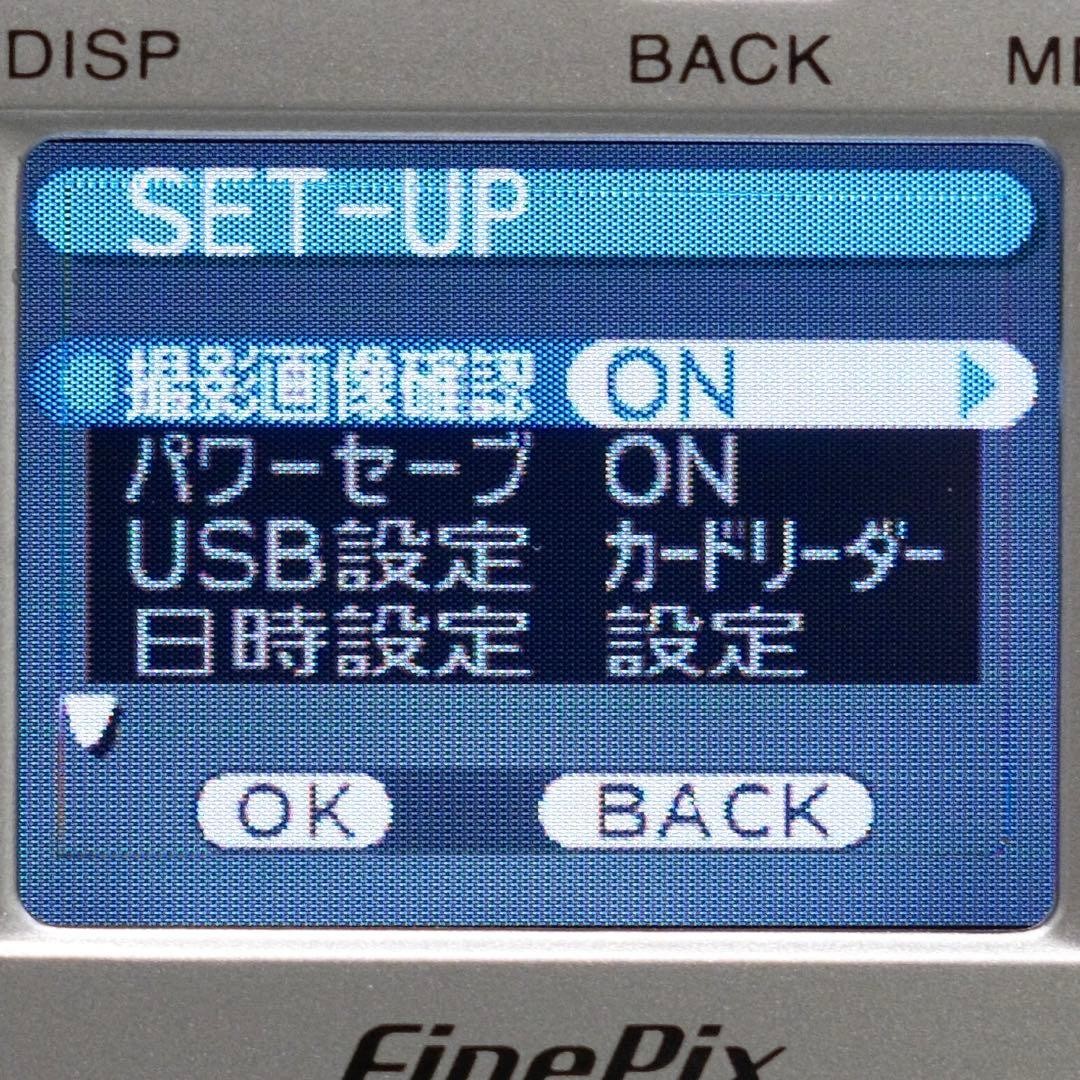 DISP BACK ME
SET-UP
撮影画像確認 ON
パワーセーブ ON
USB設定 カードリーダー
日時設定 設定
OK BACK
FinePix